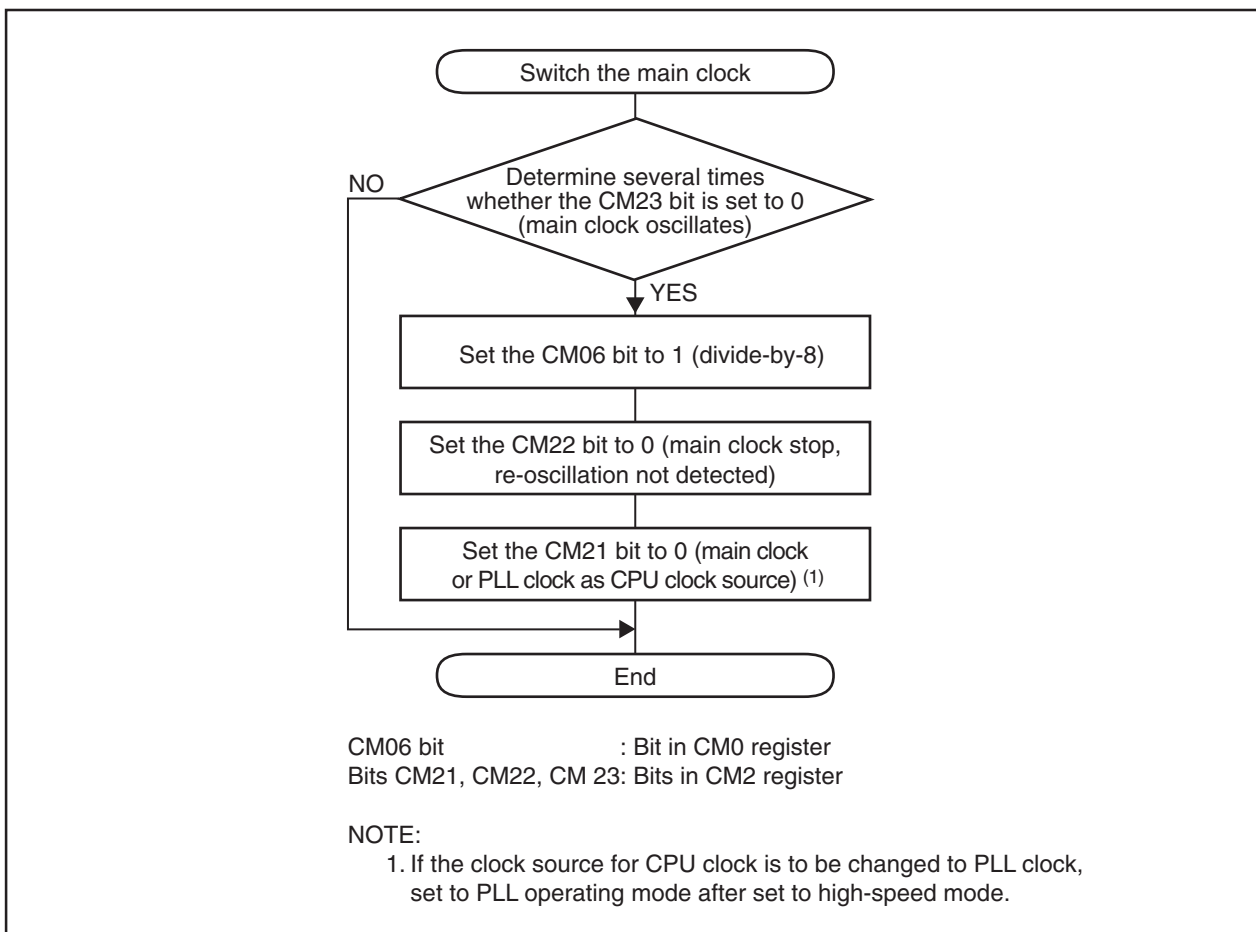 Switch the main clock
NO
Determine several times
whether the CM23 bit is set to 0
(main clock oscillates)
YES
Set the CM06 bit to 1 (divide-by-8)
Set the CM22 bit to 0 (main clock stop,
re-oscillation not detected)
Set the CM21 bit to 0 (main clock
or PLL clock as CPU clock source) (1)
End
CM06 bit : Bit in CM0 register
Bits CM21, CM22, CM 23: Bits in CM2 register
NOTE:
1. If the clock source for CPU clock is to be changed to PLL clock,
set to PLL operating mode after set to high-speed mode.